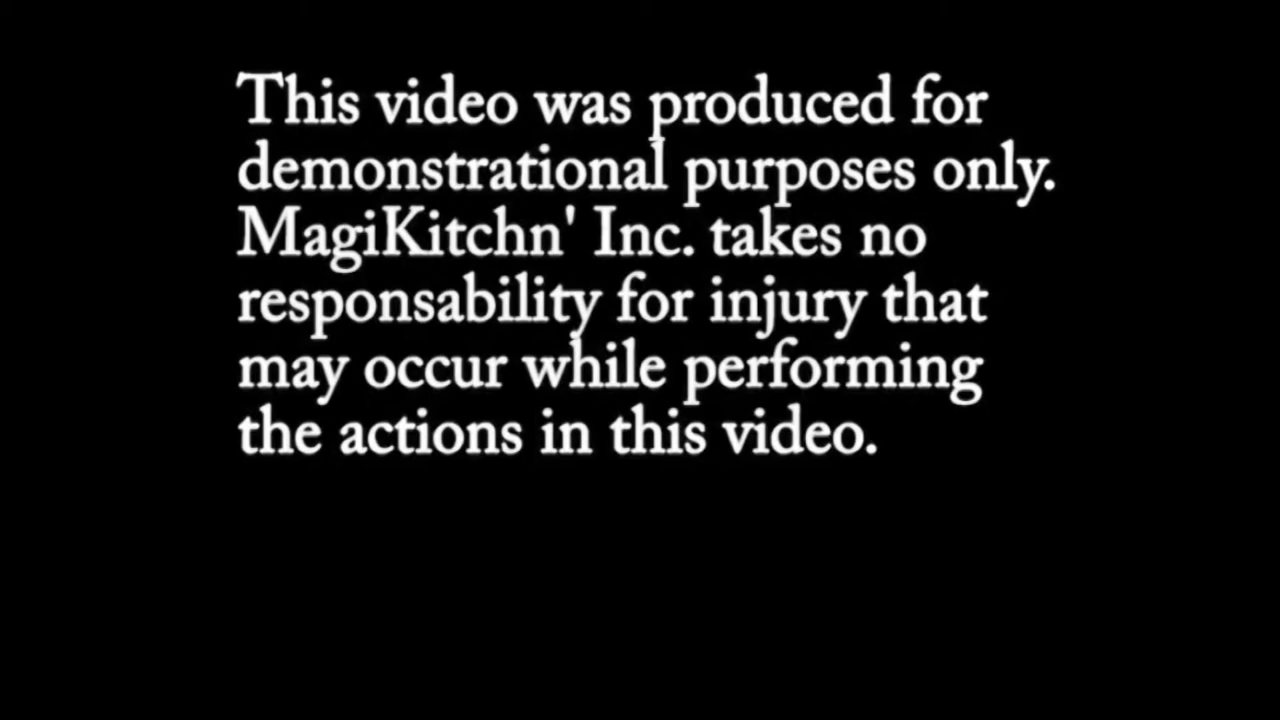 This video was produced for
demonstrational purposes only.
MagiKitchn' Inc. takes no
responsability for injury that
may occur while performing
the actions in this video.